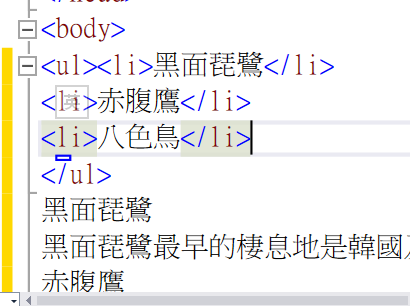 </head>
<body>
<ul><li>黑面琵鷺</li>
<li>赤腹鷹</li>
<li>八色鳥</li>
</ul>
黑面琵鷺
黑面琵鷺最早的棲息地是韓國
赤腹鷹